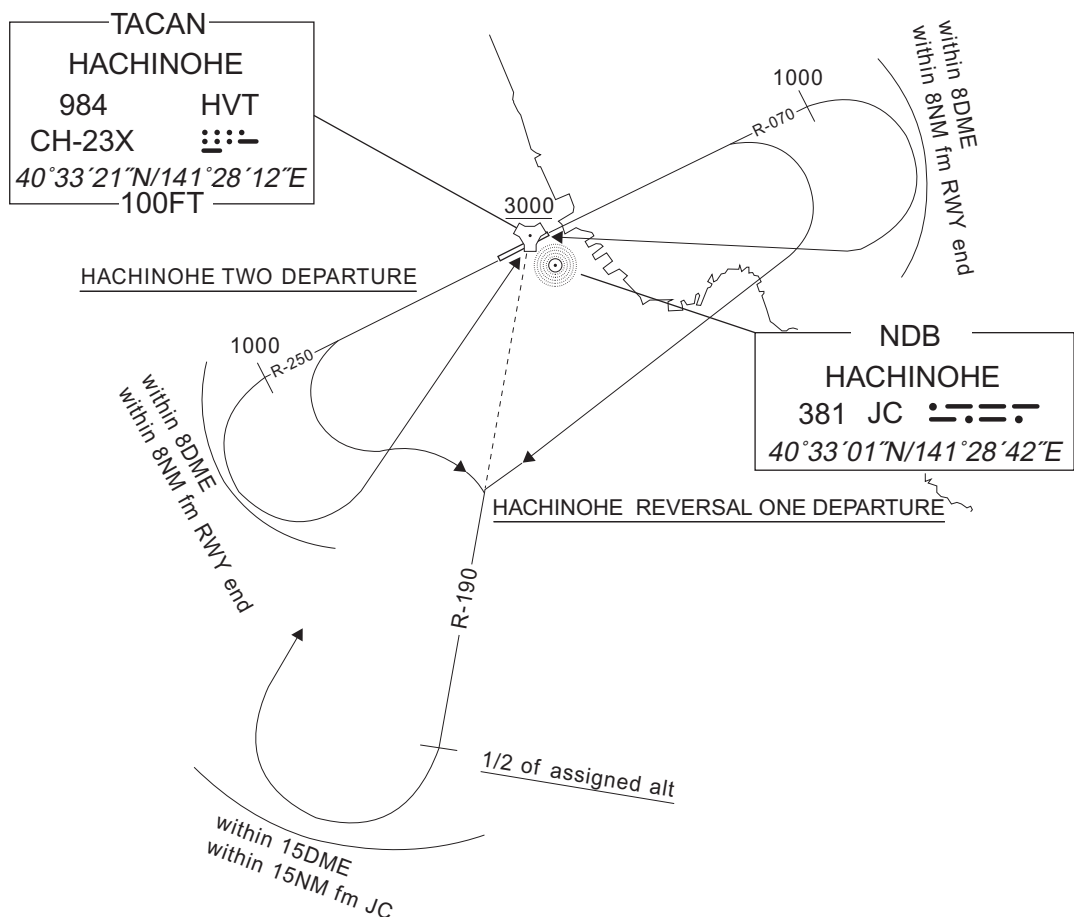 TACAN
HACHINOHE
984 HVT
CH-23X
40°33´21˝N/141°28´12˝E
100FT
HACHINOHE TWO DEPARTURE
3000
1000
R-070
within 8DME
within 8NM fm RWY end
1000
R-250
within 8DME
within 8NM fm RWY end
NDB
HACHINOHE
381 JC
40°33´01˝N/141°28´42˝E
HACHINOHE REVERSAL ONE DEPARTURE
R-190
1/2 of assigned alt
within 15DME
within 15NM fm JC